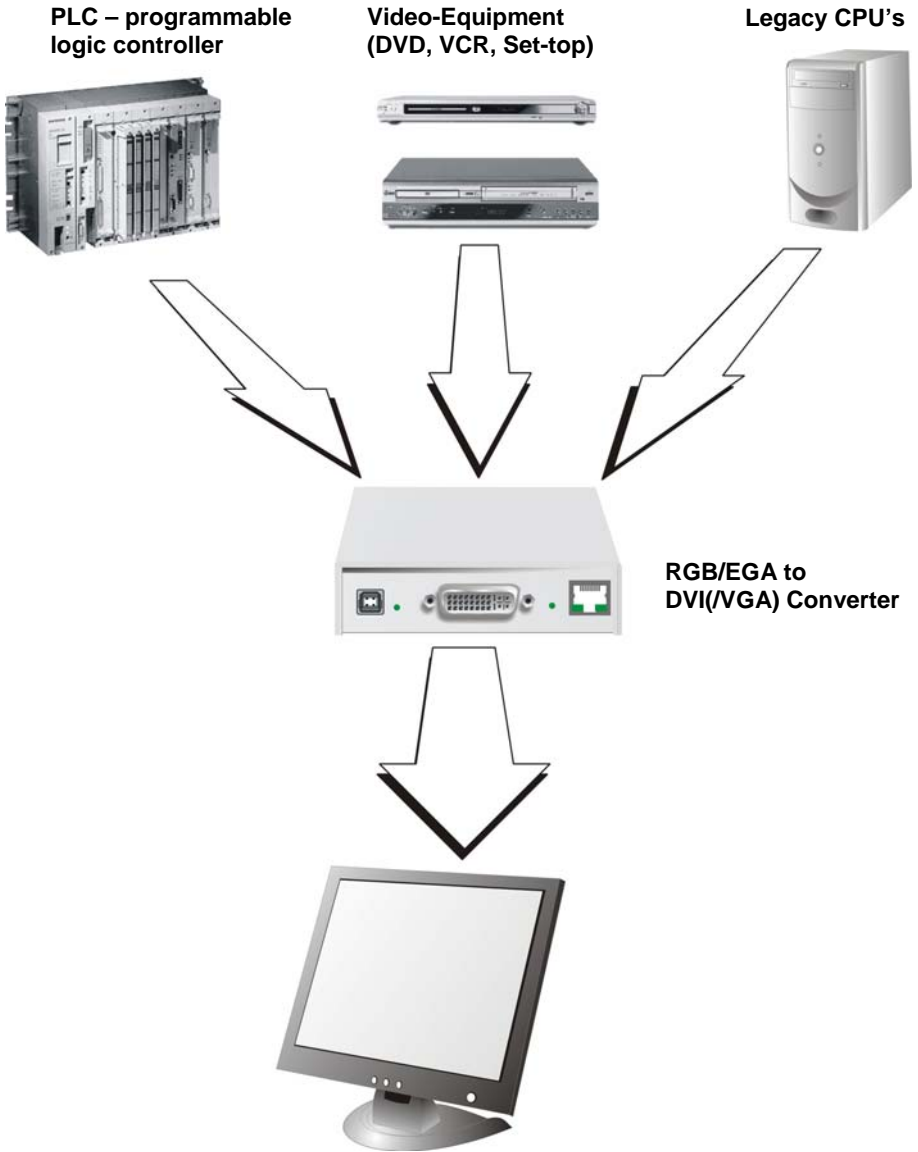 PLC – programmable
logic controller
Video-Equipment
(DVD, VCR, Set-top)
Legacy CPU's
RGB/EGA to
DVI(/VGA) Converter